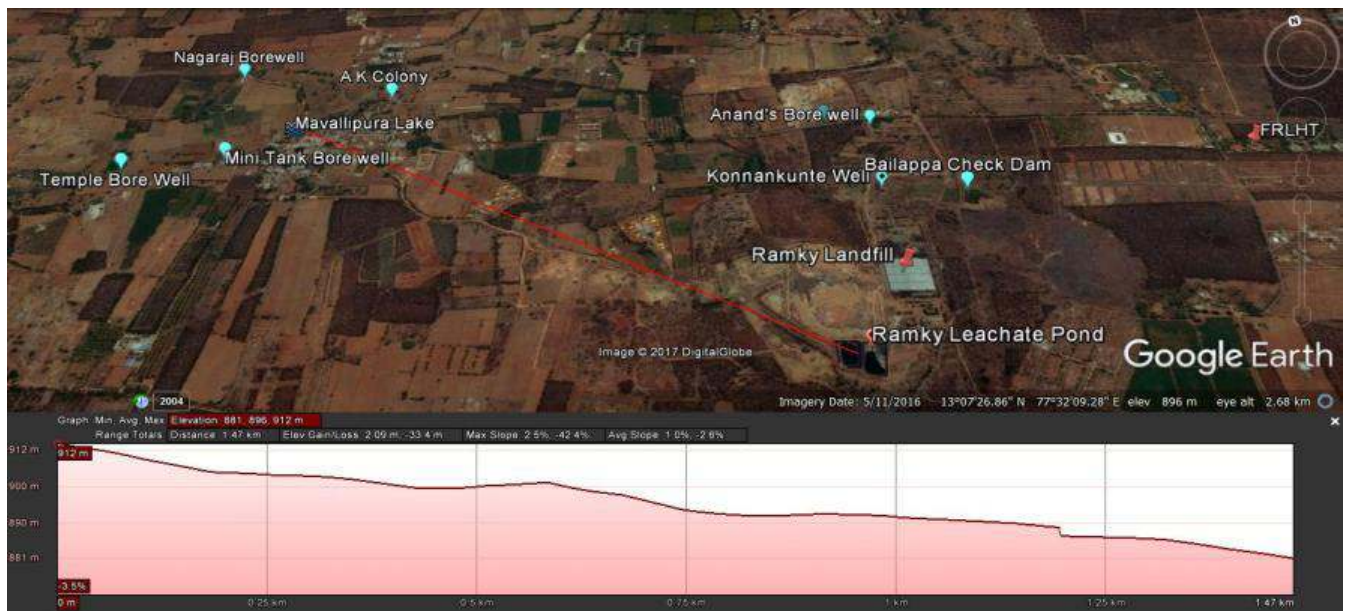 Nagaraj Borewell
A K Colony
Mavallipura Lake
Mini Tank Bore well
Temple Bore Well
Anand's Bore well
FRLHT
Bailappa Check Dam
Konnankunte Well
Ramky Landfill
Ramky Leachate Pond
Image © 2017 DigitalGlobe
Google Earth
N
2004
Imagery Date: 5/11/2016 13°07'26.86" N 77°32'09.28" E elev 896 m eye alt 2.68 km
Graph: Min, Avg, Max Elevation: 881, 896, 912 m
Range Totals: Distance: 1.47 km Elev Gain/Loss: 2.09 m, -33.4 m Max Slope: 2.5%, -42.4% Avg Slope: 1.0%, -2.6%
912 m
912 m
900 m
890 m
881 m
-3.5%
0 m 0.25 km 0.5 km 0.75 km 1 km 1.25 km 1.47 km